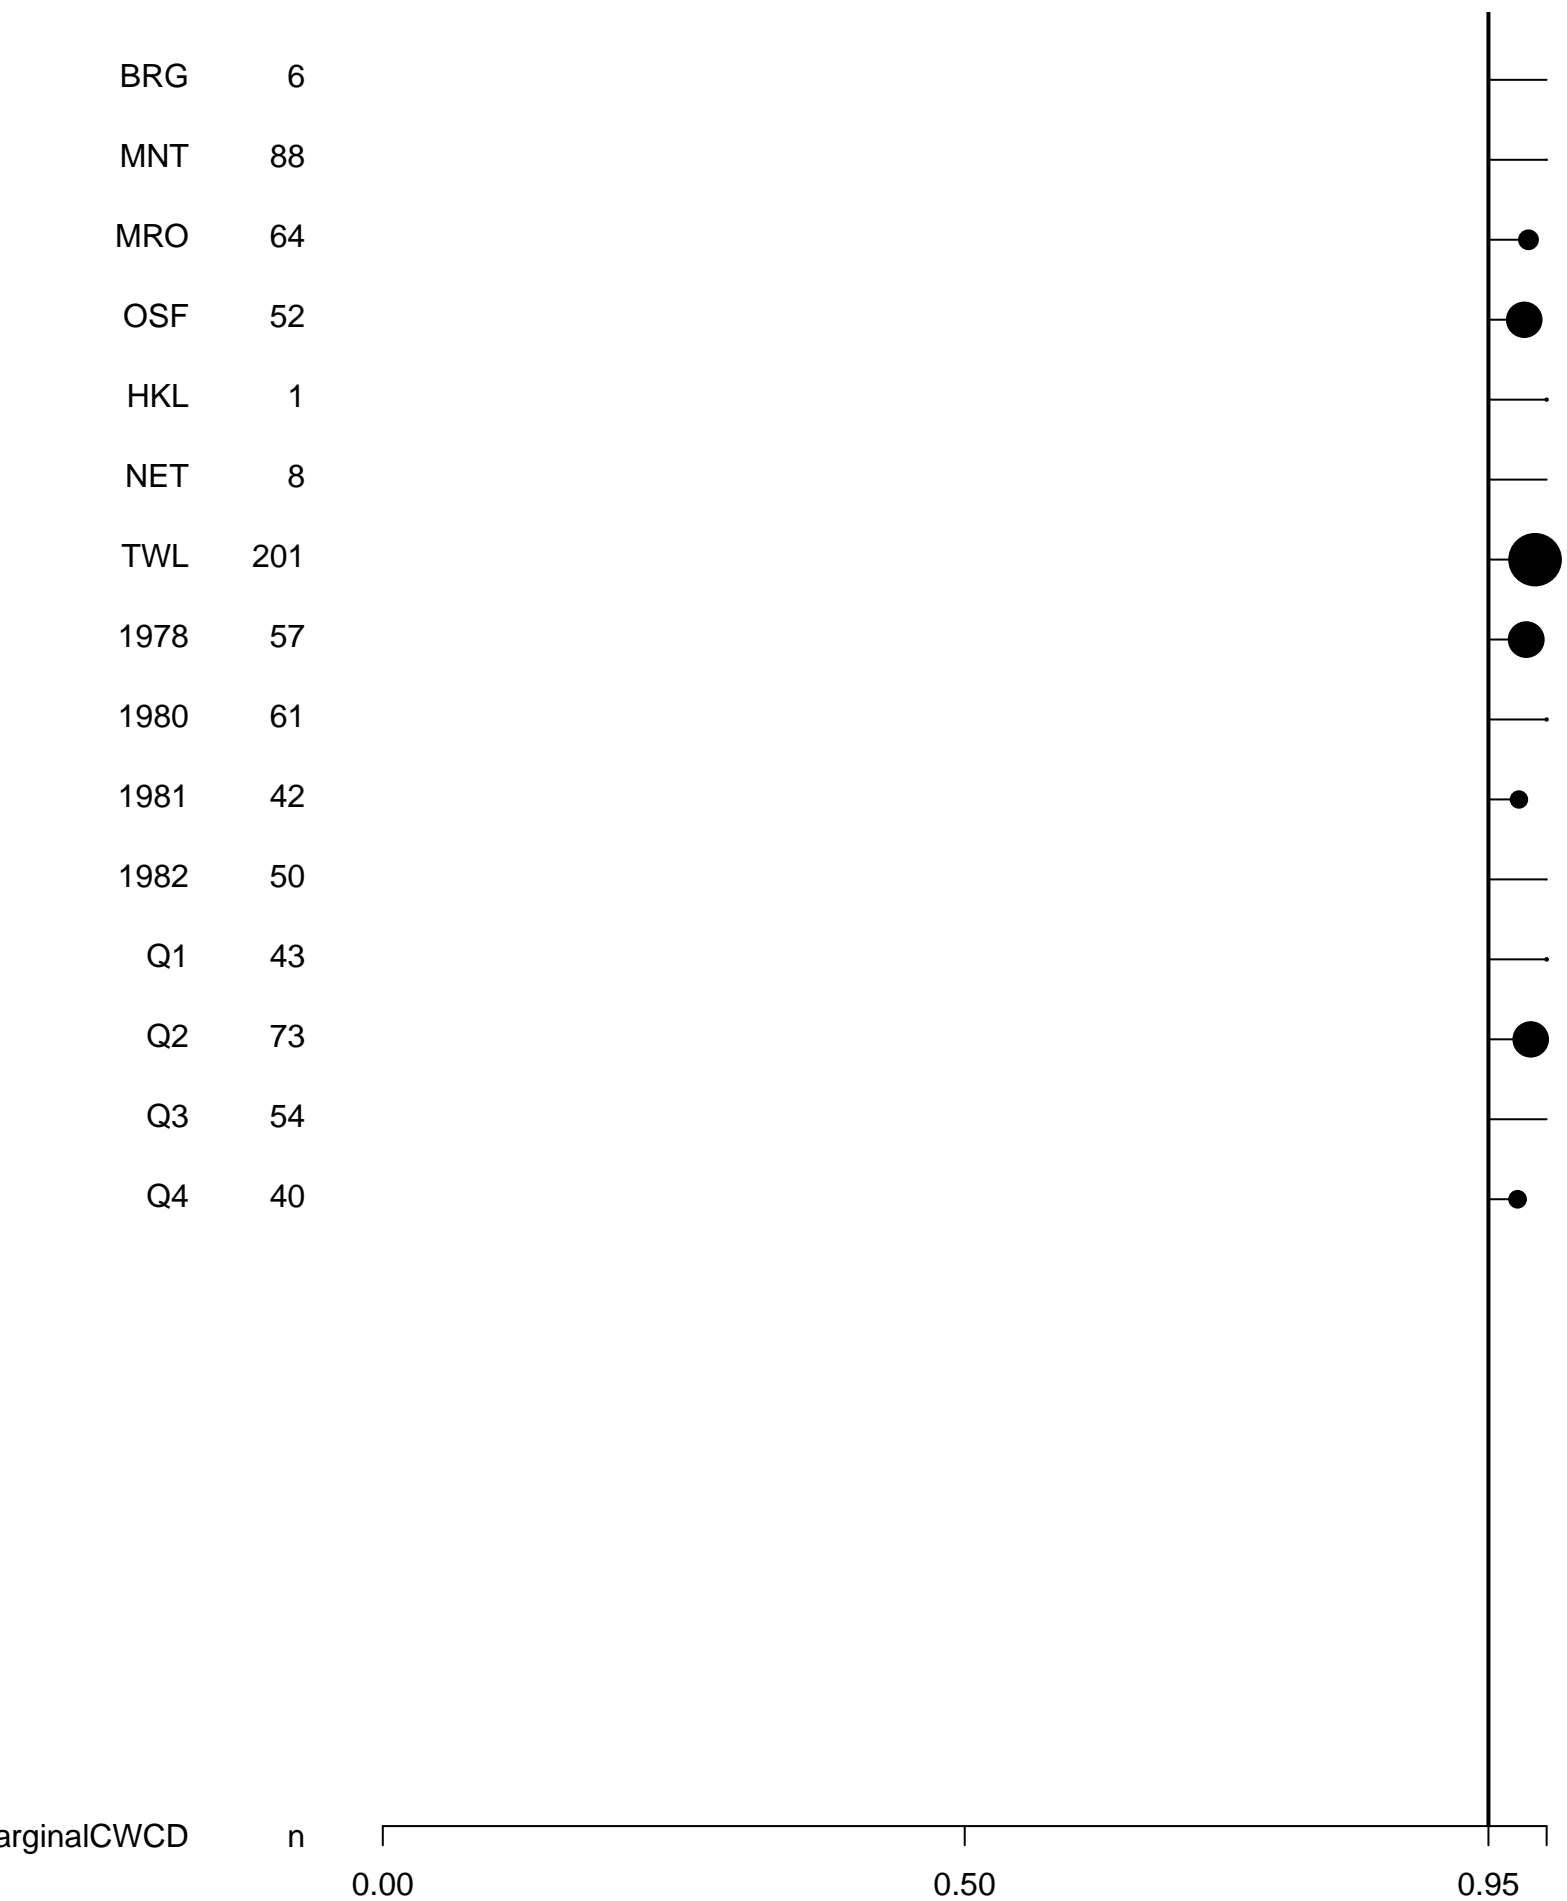 BRG 6
MNT 88
MRO 64
OSF 52
HKL 1
NET 8
TWL 201
1978 57
1980 61
1981 42
1982 50
Q1 43
Q2 73
Q3 54
Q4 40
arginalCWCD n
0.00 0.50 0.95